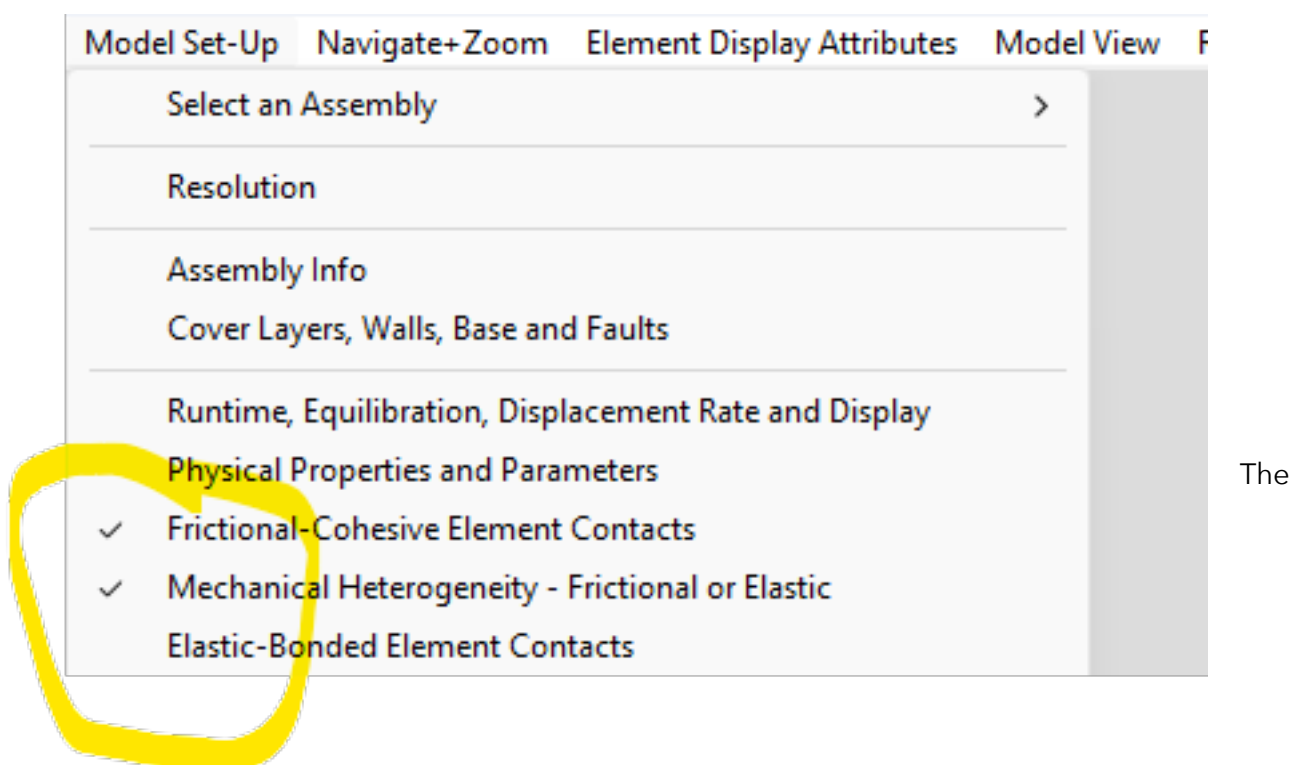 Model Set-Up Navigate+Zoom Element Display Attributes Model View
Select an Assembly
Resolution
Assembly Info
Cover Layers, Walls, Base and Faults
Runtime, Equilibration, Displacement Rate and Display
Physical Properties and Parameters
The
Frictional-Cohesive Element Contacts
Mechanical Heterogeneity - Frictional or Elastic
Elastic-Bonded Element Contacts